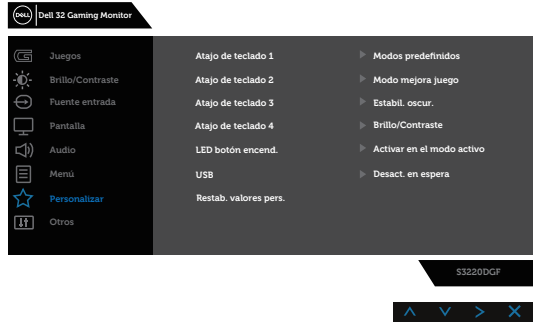 DELL Dell 32 Gaming Monitor
Juegos
Brillo/Contraste
Fuente entrada
Pantalla
Audio
Menú
Personalizar
Otros
Atajo de teclado 1 Modos predefinidos
Atajo de teclado 2 Modo mejora juego
Atajo de teclado 3 Estabil. oscur.
Atajo de teclado 4 Brillo/Contraste
LED botón encend. Activar en el modo activo
USB Desact. en espera
Restab. valores pers.
S3220DGF